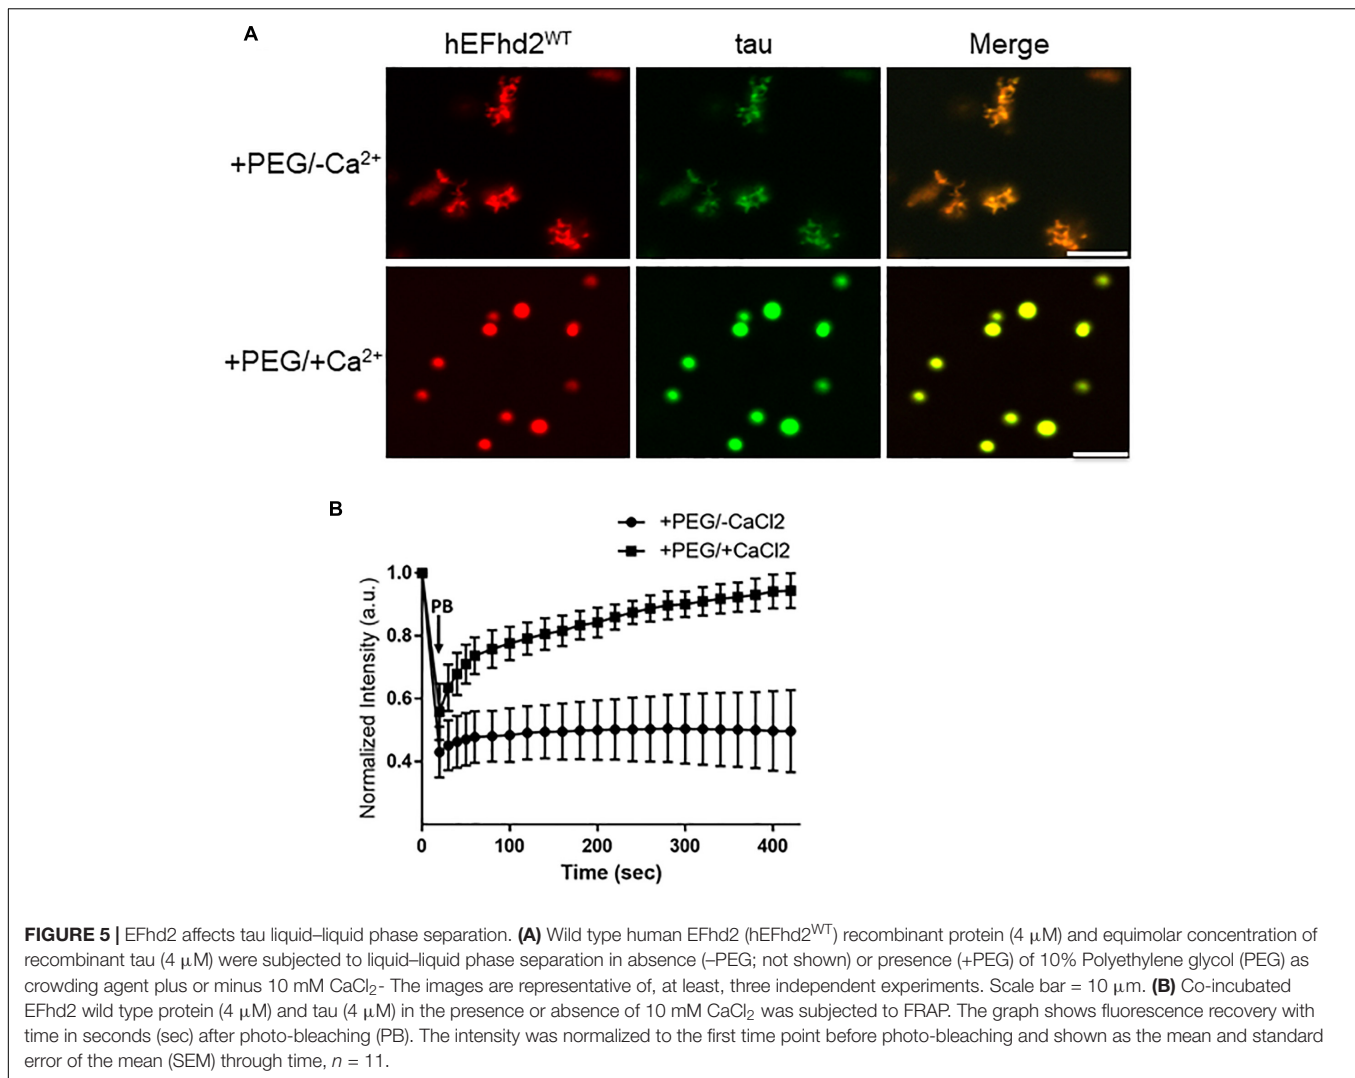 A
hEFhd2WT tau Merge
+PEG/-Ca2+
+PEG/+Ca2+
B
+PEG/-CaCl2
+PEG/+CaCl2
Normalized Intensity (a.u.)
1.0
0.8
0.6
0.4
PB
0 100 200 300 400
Time (sec)
FIGURE 5 | EFhd2 affects tau liquid–liquid phase separation. (A) Wild type human EFhd2 (hEFhd2WT) recombinant protein (4 μM) and equimolar concentration of
recombinant tau (4 μM) were subjected to liquid–liquid phase separation in absence (–PEG; not shown) or presence (+PEG) of 10% Polyethylene glycol (PEG) as
crowding agent plus or minus 10 mM CaCl2- The images are representative of, at least, three independent experiments. Scale bar = 10 μm. (B) Co-incubated
EFhd2 wild type protein (4 μM) and tau (4 μM) in the presence or absence of 10 mM CaCl2 was subjected to FRAP. The graph shows fluorescence recovery with
time in seconds (sec) after photo-bleaching (PB). The intensity was normalized to the first time point before photo-bleaching and shown as the mean and standard
error of the mean (SEM) through time, n = 11.